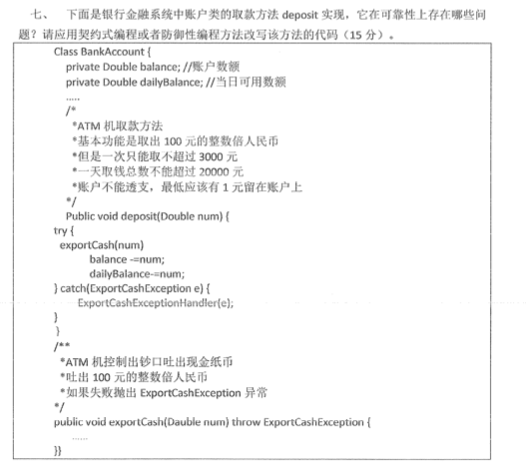 七、 下面是银行金融系统中账户类的取款方法 deposit 实现，它在可靠性上存在哪些问
题？请应用契约式编程或者防御性编程方法改写该方法的代码（15 分）。
Class BankAccount {
private Double balance; //账户数额
private Double dailyBalance; //当日可用数额
.....
/*
*ATM 机取款方法
*基本功能是取出 100 元的整数倍人民币
*但是一次只能取不超过 3000 元
*一天取钱总数不能超过 20000 元
*账户不能透支，最低应该有 1 元留在账户上
*/
Public void deposit(Double num) {
try {
exportCash(num)
balance -=num;
dailyBalance-=num;
} catch(ExportCashException e) {
ExportCashExceptionHandler(e);
}
}
/**
*ATM 机控制出钞口吐出现金纸币
*吐出 100 元的整数倍人民币
*如果失败抛出 ExportCashException 异常
*/
public void exportCash(Dauble num) throw ExportCashException {
......
}}